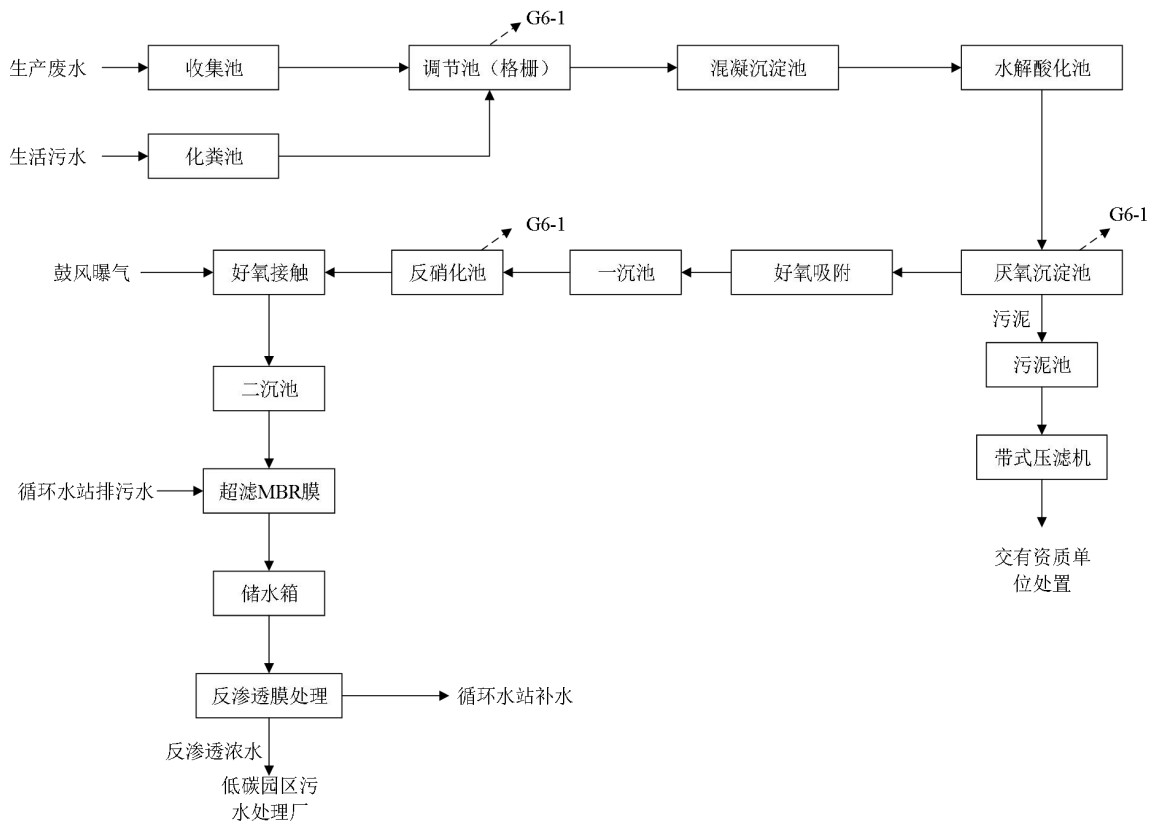 G6-1
生产废水
收集池
调节池（格栅）
混凝沉淀池
水解酸化池
生活污水
化粪池
G6-1
G6-1
鼓风曝气
好氧接触
反硝化池
一沉池
好氧吸附
厌氧沉淀池
污泥
污泥池
二沉池
带式压滤机
循环水站排污水
超滤MBR膜
交有资质单
位处置
储水箱
反渗透膜处理
循环水站补水
反渗透浓水
低碳园区污
水处理厂